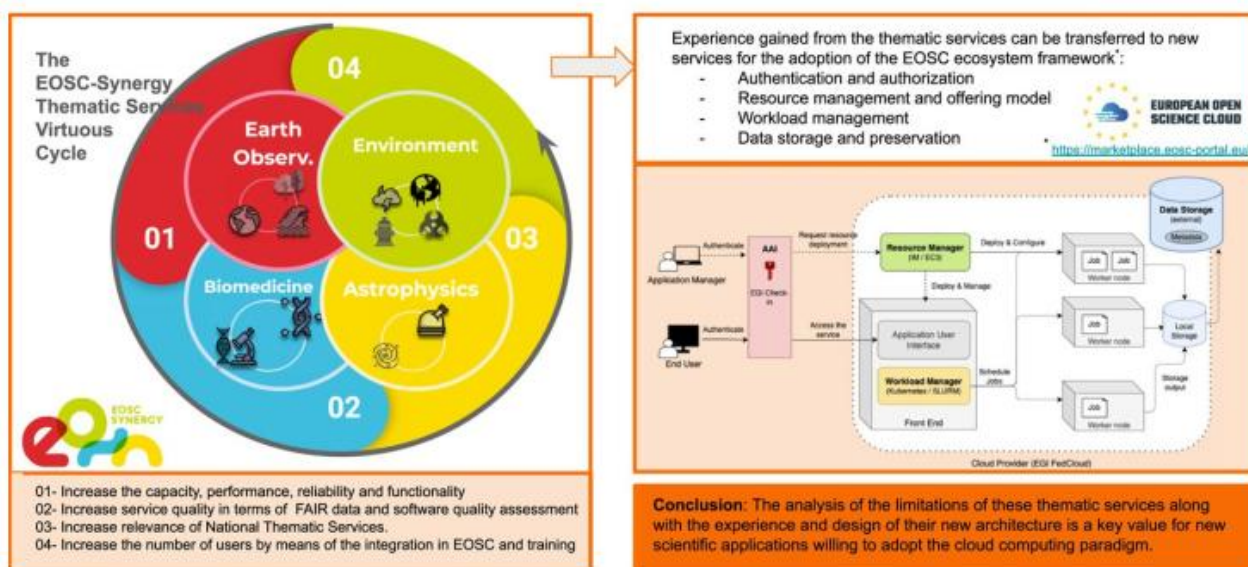 The
EOSC-Synergy
Thematic Services
Virtuous
Cycle
04
Earth
Observ.
Environment
01
03
Biomedicine
Astrophysics
02
EOSC
SYNERGY
01- Increase the capacity, performance, reliability and functionality
02- Increase service quality in terms of FAIR data and software quality assessment
03- Increase relevance of National Thematic Services.
04- Increase the number of users by means of the integration in EOSC and training
Experience gained from the thematic services can be transferred to new
services for the adoption of the EOSC ecosystem framework*:
- Authentication and authorization
- Resource management and offering model
- Workload management
- Data storage and preservation
EUROPEAN OPEN
SCIENCE CLOUD
* https://marketplace.eosc-portal.eu/
Data Storage
(external)
Metadata
Authenticate
Application Manager
AAI
EGI Check-
in
Request resource
deployment
Resource Manager
(IM / EC3)
Deploy & Configure
Deploy & Manage
Job
Job
Worker node
Authenticate
End User
Access the
service
Application User
Interface
Workload Manager
(Kubernetes / SLURM)
Front End
Schedule
Jobs
Job
Worker node
Local
Storage
Storage
output
Job
Worker node
Cloud Provider (EGI FedCloud)
Conclusion: The analysis of the limitations of these thematic services along
with the experience and design of their new architecture is a key value for new
scientific applications willing to adopt the cloud computing paradigm.